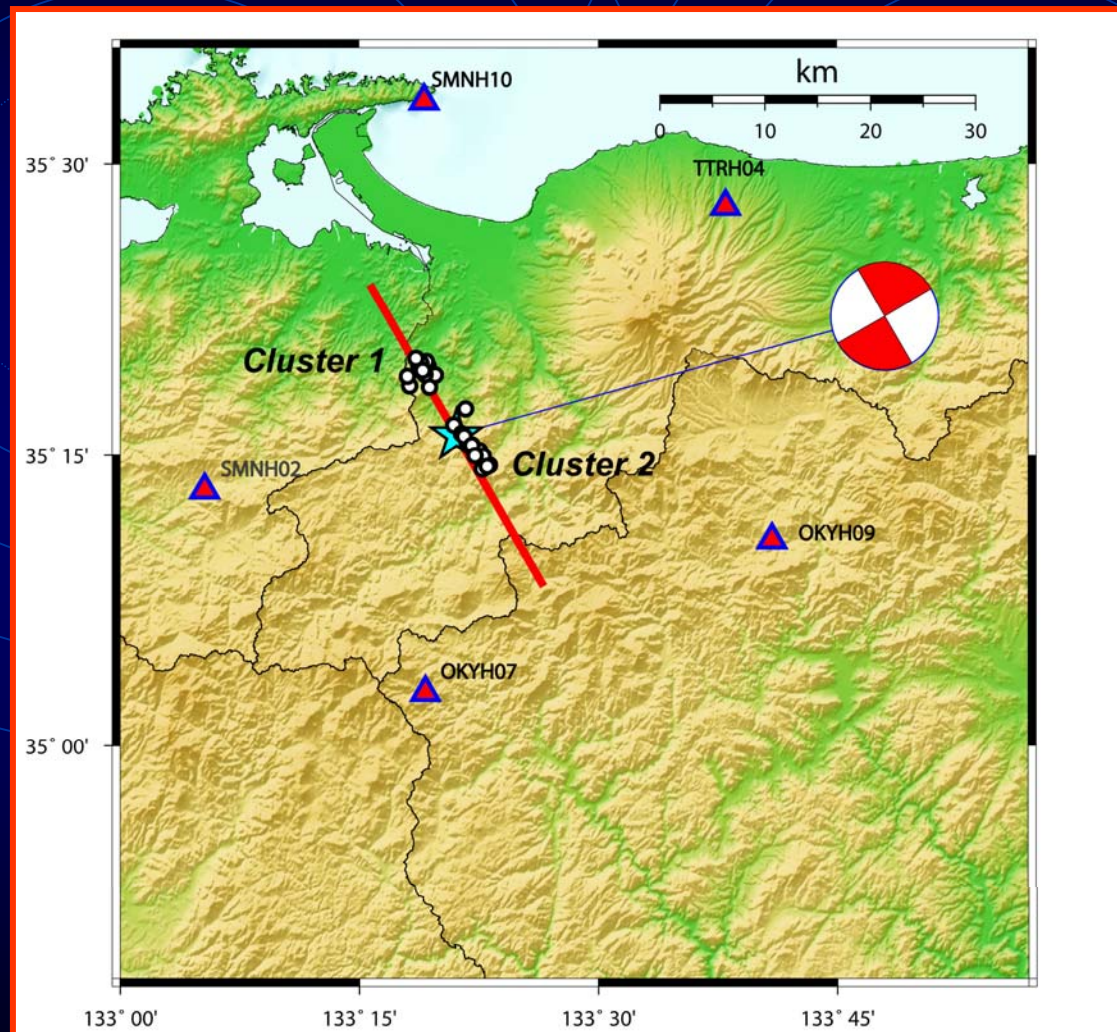 SMNH10
km
0 10 20 30
35° 30'
TTRH04
Cluster 1
35° 15'
Cluster 2
SMNH02
OKYH09
OKYH07
35° 00'
133° 00' 133° 15' 133° 30' 133° 45'